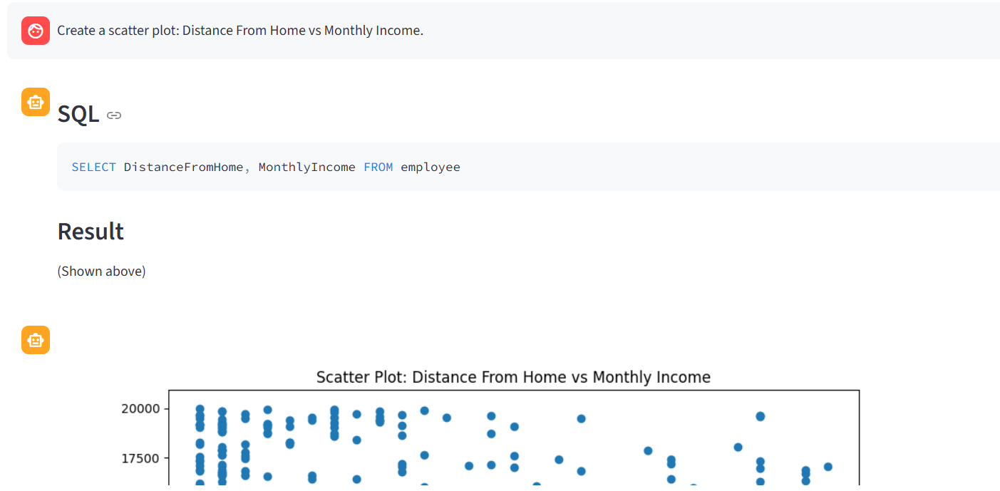 Create a scatter plot: Distance From Home vs Monthly Income.
SQL
SELECT DistanceFromHome, MonthlyIncome FROM employee
Result
(Shown above)
Scatter Plot: Distance From Home vs Monthly Income
20000
17500